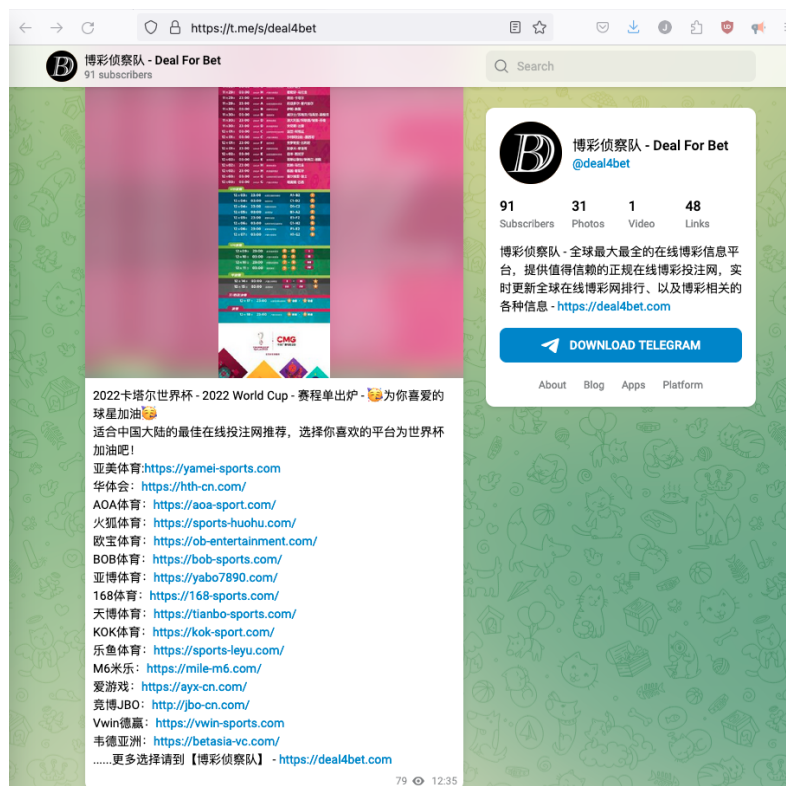 https://t.me/s/deal4bet
博彩侦察队 - Deal For Bet
91 subscribers
Search
CMG
2022卡塔尔世界杯 - 2022 World Cup - 赛程单出炉 - 🥳为你喜爱的
球星加油🥳
适合中国大陆的最佳在线投注网推荐，选择你喜欢的平台为世界杯
加油吧！
亚美体育:https://yamei-sports.com
华体会：https://hth-cn.com/
AOA体育：https://aoa-sport.com/
火狐体育：https://sports-huohu.com/
欧宝体育：https://ob-entertainment.com/
BOB体育：https://bob-sports.com/
亚博体育：https://yabo7890.com/
168体育：https://168-sports.com/
天博体育：https://tianbo-sports.com/
KOK体育：https://kok-sport.com/
乐鱼体育：https://sports-leyu.com/
M6米乐：https://mile-m6.com/
爱游戏：https://ayx-cn.com/
竞博JBO：http://jbo-cn.com/
Vwin德赢：https://vwin-sports.com
韦德亚洲：https://betasia-vc.com/
......更多选择请到【博彩侦察队】 - https://deal4bet.com
79 12:35
博彩侦察队 - Deal For Bet
@deal4bet
91 31 1 48
Subscribers Photos Video Links
博彩侦察队 - 全球最大最全的在线博彩信息平
台，提供值得信赖的正规在线博彩投注网，实
时更新全球在线博彩网排行、以及博彩相关的
各种信息 - https://deal4bet.com
DOWNLOAD TELEGRAM
About Blog Apps Platform